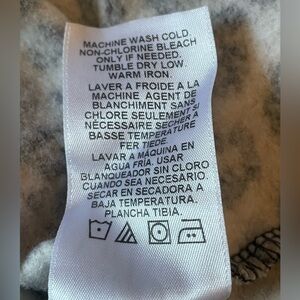 MACHINE WASH COLD
NON-CHLORINE BLEACH
ONLY IF NEEDED.
TUMBLE DRY LOW.
WARM IRON.
LAVER A FROIDE A LA
MACHINE AGENT DE
BLANCHIMENT SANS
CHLORE SEULEMENT SI
NÉCESSAIRE SECHER A
BASSE TEMPÉRATURE
FER TIEDE
LAVAR A MAQUINA EN
AGUA FRIA. USAR
BLANQUEADOR SIN CLORO
CUANDO SEA NECESARIO.
SECAR EN SECADORA A
BAJA TEMPERATURA.
PLANCHA TIBIA.